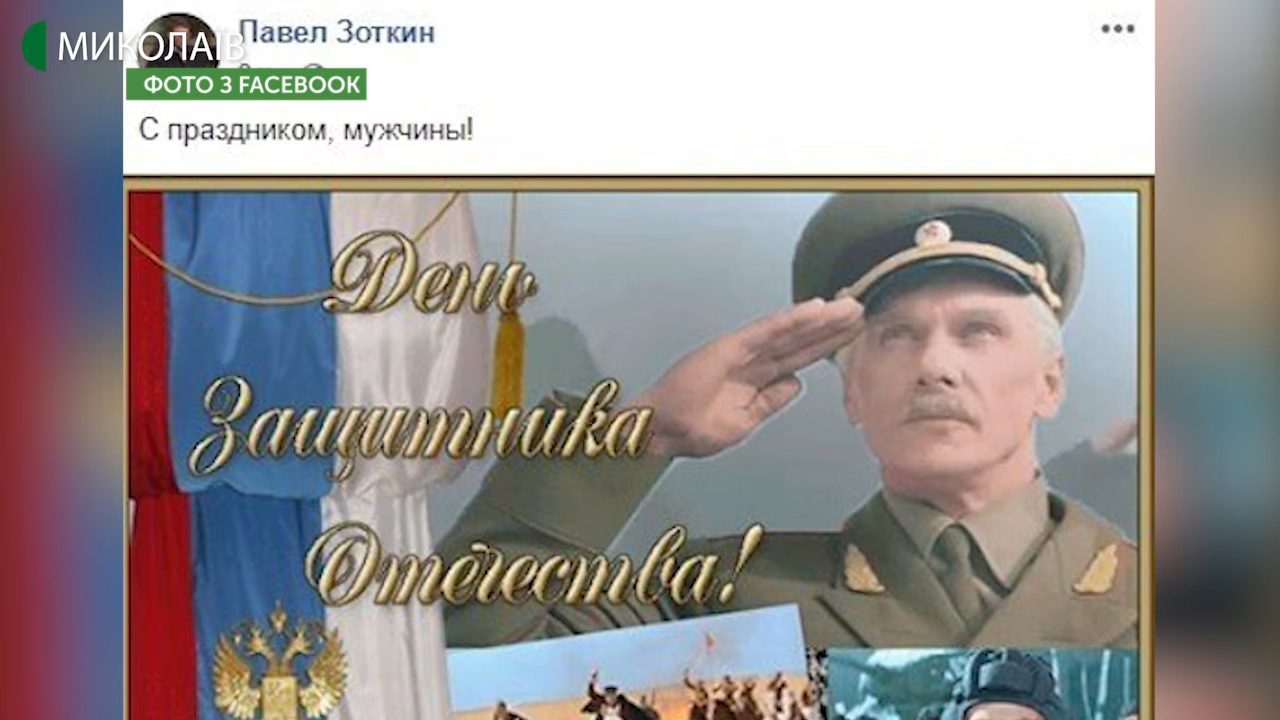 МИКОЛАЇВ
Павел Зоткин
ФОТО З FACEBOOK
С праздником, мужчины!
День
Защитника
Отечества!